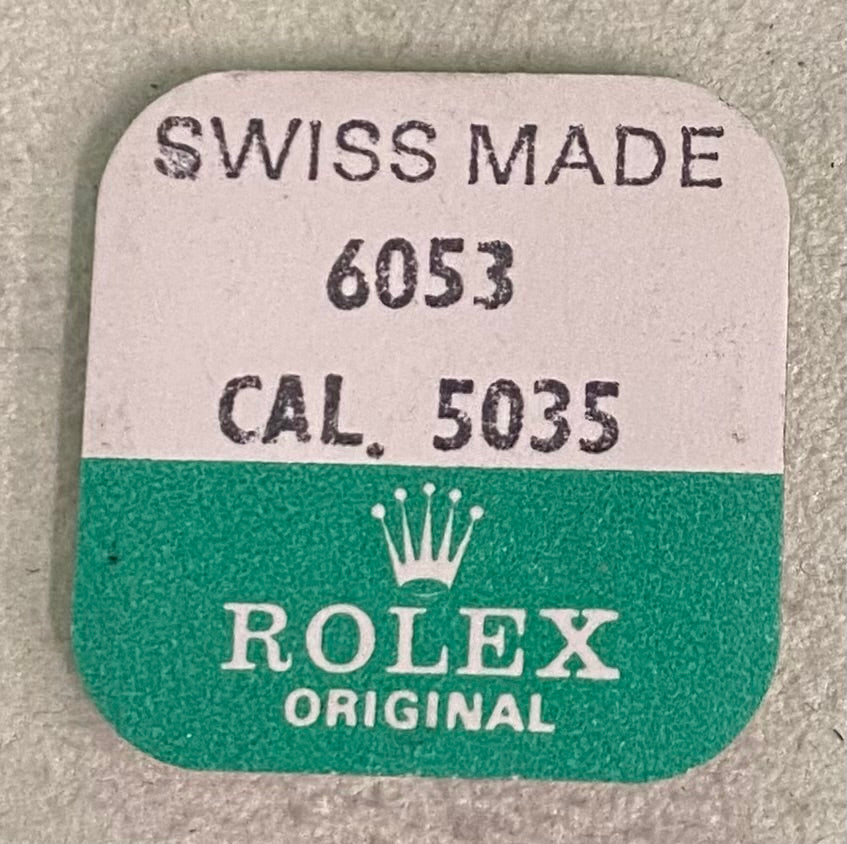 SWISS MADE
6053
CAL. 5035
ROLEX
ORIGINAL